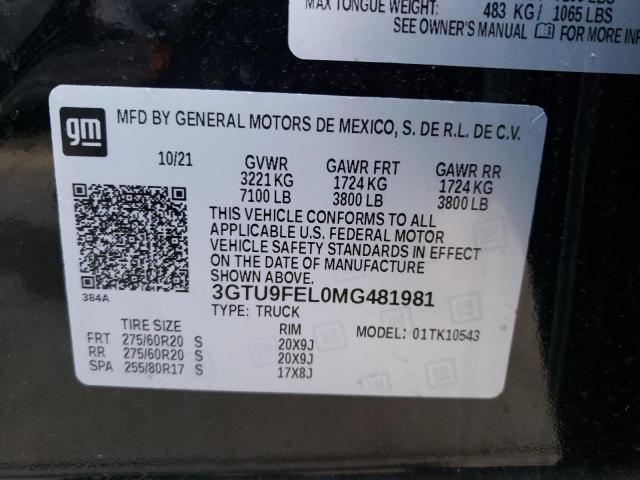 MAX TONGUE WEIGHT:
483 KG/ 1065 LBS
SEE OWNER'S MANUAL FOR MORE INF
gm
MFD BY GENERAL MOTORS DE MEXICO, S. DE R.L. DE C.V.
10/21 GVWR GAWR FRT GAWR RR
3221 KG 1724 KG 1724 KG
7100 LB 3800 LB 3800 LB
THIS VEHICLE CONFORMS TO ALL
APPLICABLE U.S. FEDERAL MOTOR
VEHICLE SAFETY STANDARDS IN EFFECT
ON THE DATE OF MANUFACTURE
SHOWN ABOVE.
384A
3GTU9FEL0MG481981
TYPE: TRUCK
MODEL: 01TK10543
TIRE SIZE RIM
FRT 275/60R20 S 20X9J
RR 275/60R20 S 20X9J
SPA 255/80R17 S 17X8J